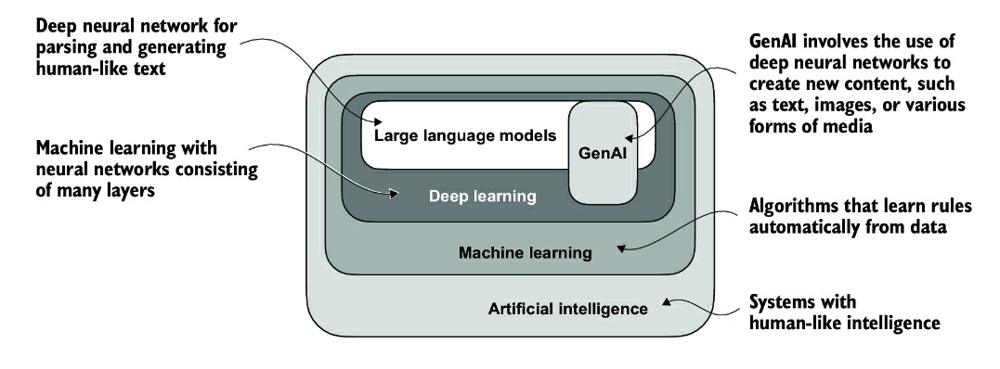 Deep neural network for
parsing and generating
human-like text
Machine learning with
neural networks consisting
of many layers
Large language models
GenAI
Deep learning
Machine learning
Artificial intelligence
GenAI involves the use of
deep neural networks to
create new content, such
as text, images, or various
forms of media
Algorithms that learn rules
automatically from data
Systems with
human-like intelligence